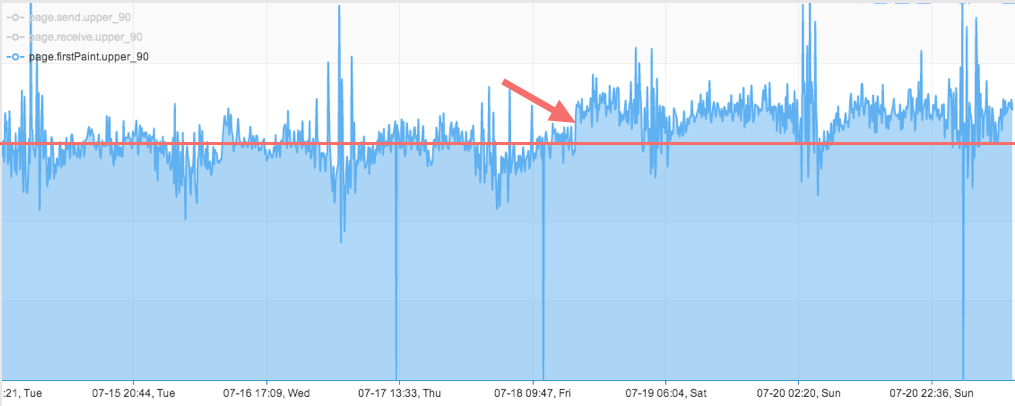 page.send.upper_90
page.receive.upper_90
page.firstPaint.upper_90
:21, Tue 07-15 20:44, Tue 07-16 17:09, Wed 07-17 13:33, Thu 07-18 09:47, Fri 07-19 06:04, Sat 07-20 02:20, Sun 07-20 22:36, Sun